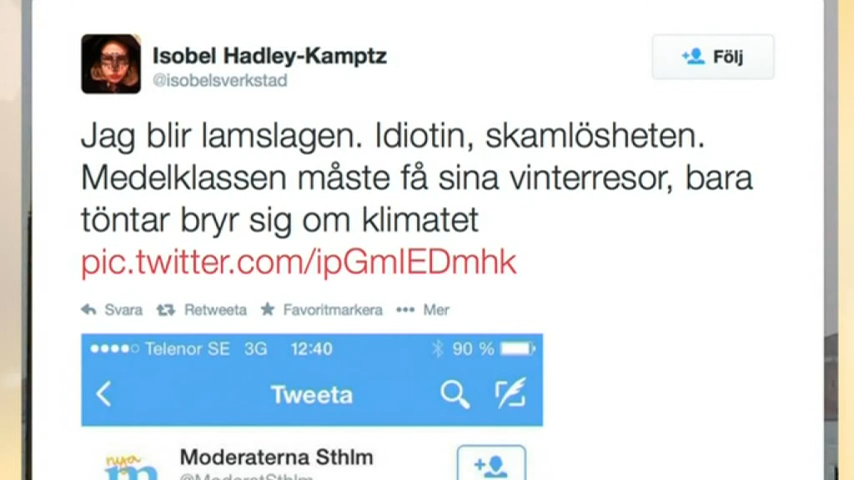 Isobel Hadley-Kamptz
@isobelsverkstad
Följ
Jag blir lamslagen. Idiotin, skamlösheten.
Medelklassen måste få sina vinterresor, bara
töntar bryr sig om klimatet
pic.twitter.com/ipGmIEDmhk
Svara Retweeta Favoritmarkera Mer
Telenor SE 3G 12:40 90 %
Tweeta
nya
m
Moderaterna Sthlm
@ModeratSthlm